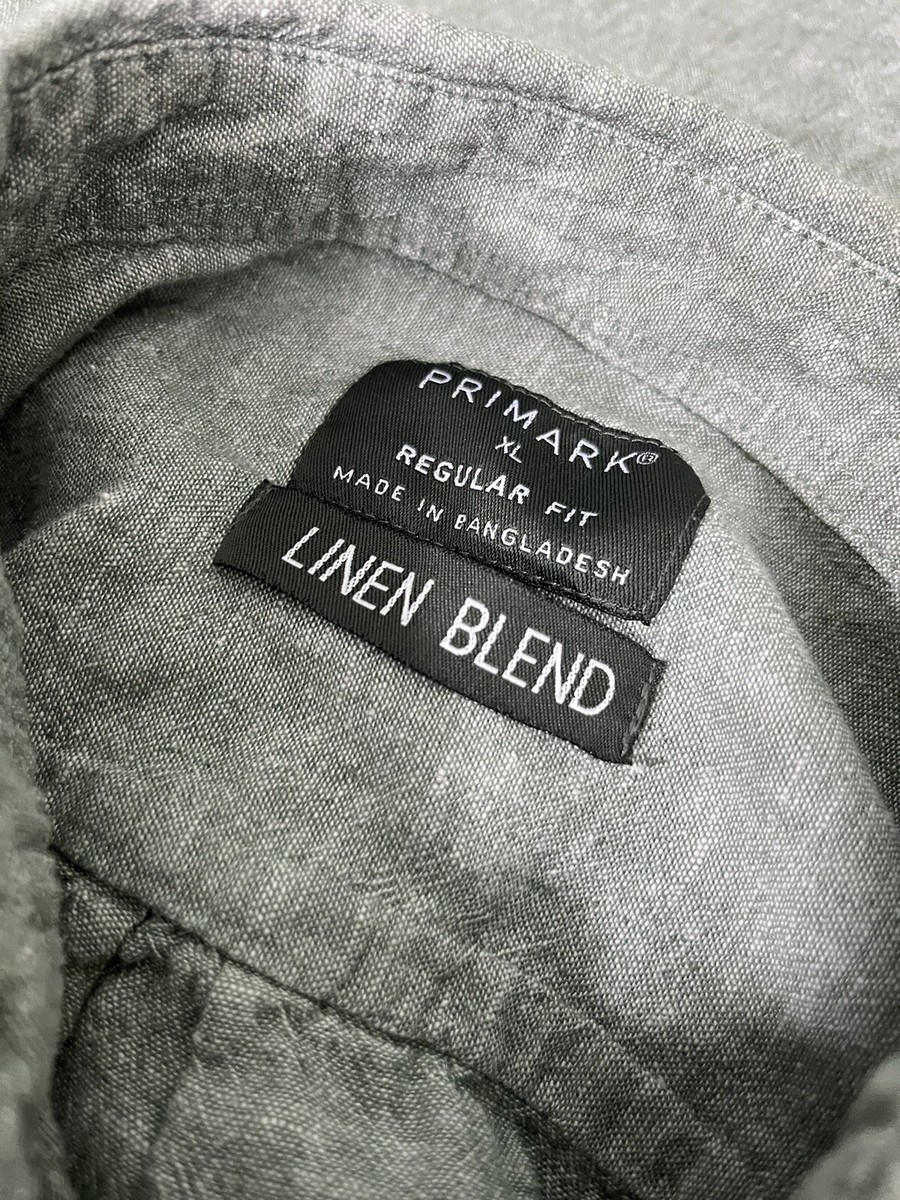 PRIMARK®
XL
REGULAR FIT
MADE IN BANGLADESH
LINEN BLEND